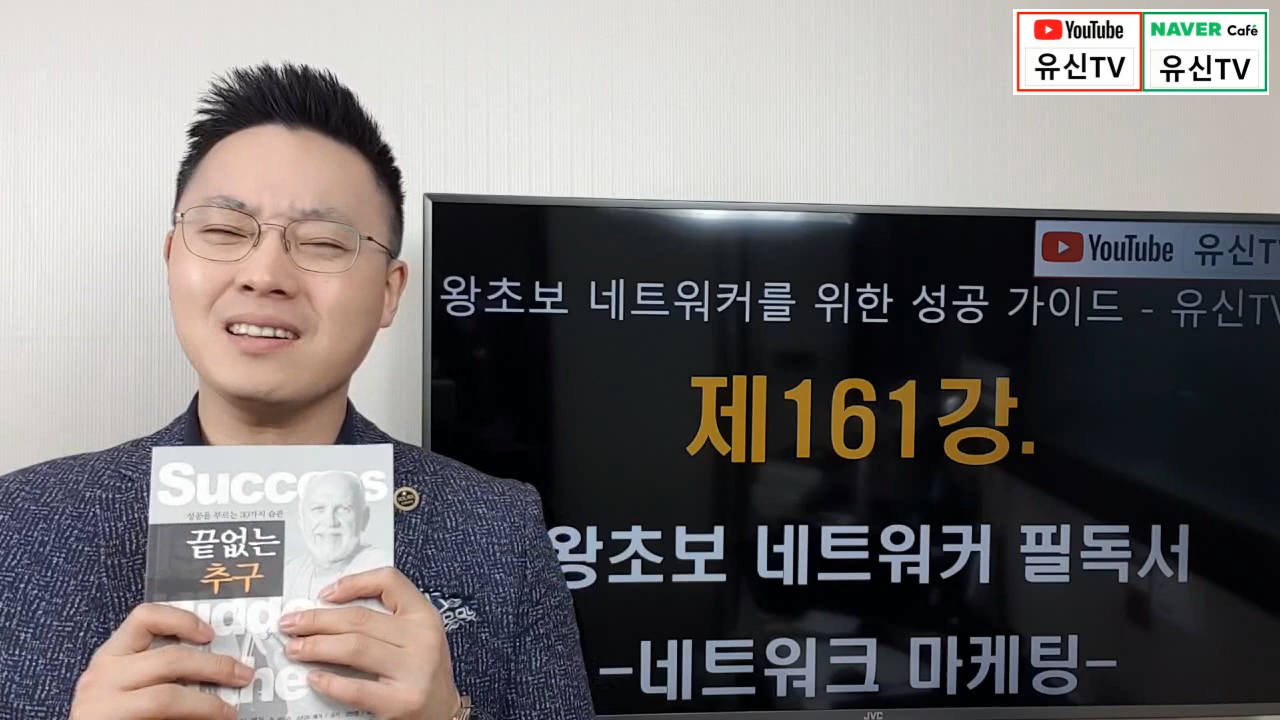 YouTube
유신TV
NAVER Café
유신TV
YouTube 유신T
왕초보 네트워커를 위한 성공 가이드 - 유신TV
제161강.
왕초보 네트워커 필독서
-네트워크 마케팅-
JVC
Success
성공을 부르는 30가지 습관
끝없는
추구